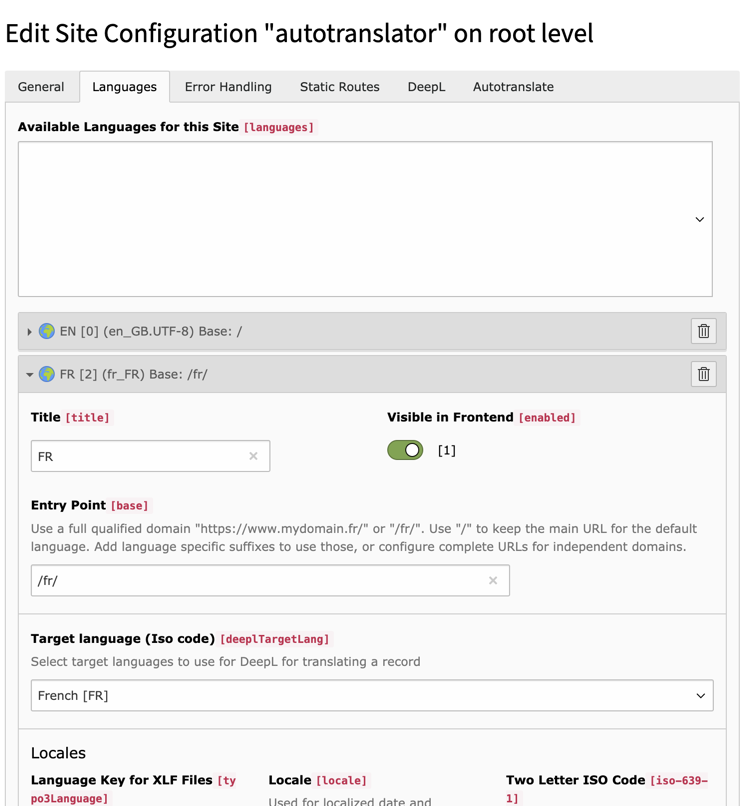 Edit Site Configuration "autotranslator" on root level
General Languages Error Handling Static Routes DeepL Autotranslate
Available Languages for this Site [languages]
EN [0] (en_GB.UTF-8) Base: /
FR [2] (fr_FR) Base: /fr/
Title [title] Visible in Frontend [enabled]
FR [1]
Entry Point [base]
Use a full qualified domain "https://www.mydomain.fr/" or "/fr/". Use "/" to keep the main URL for the default
language. Add language specific suffixes to use those, or configure complete URLs for independent domains.
/fr/
Target language (Iso code) [deeplTargetLang]
Select target languages to use for DeepL for translating a record
French [FR]
Locales
Language Key for XLF Files [ty Locale [locale] Two Letter ISO Code [iso-639-
po3Language] Used for localized date and 1]